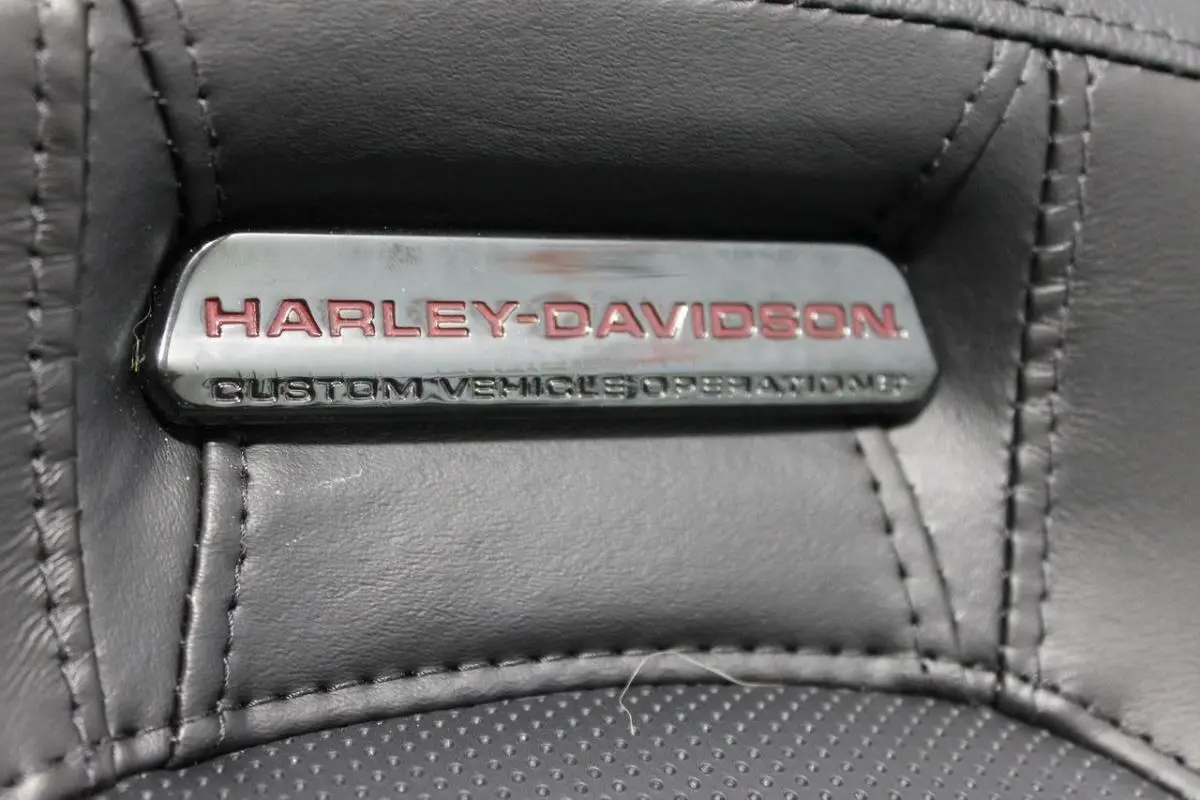 HARLEY-DAVIDSON
CUSTOM VEHICLE OPERATIONS